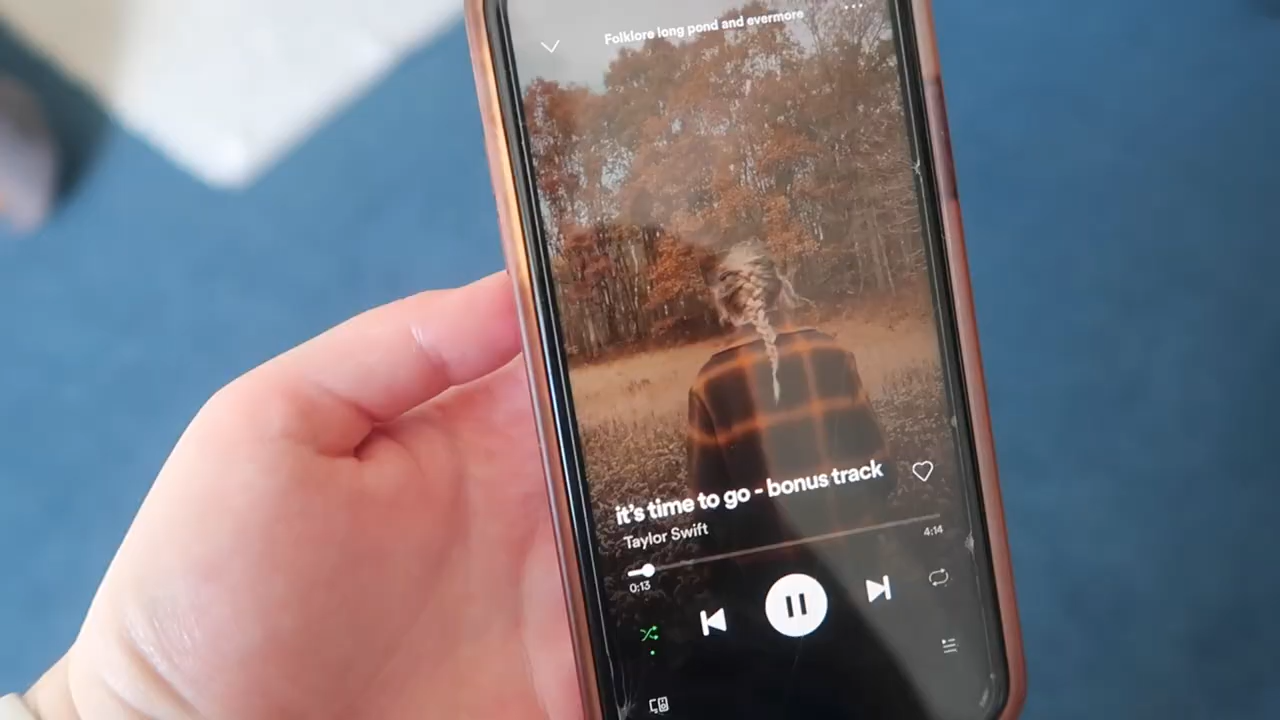 Folklore long pond and evermore
it's time to go - bonus track
Taylor Swift
0:13
4:14